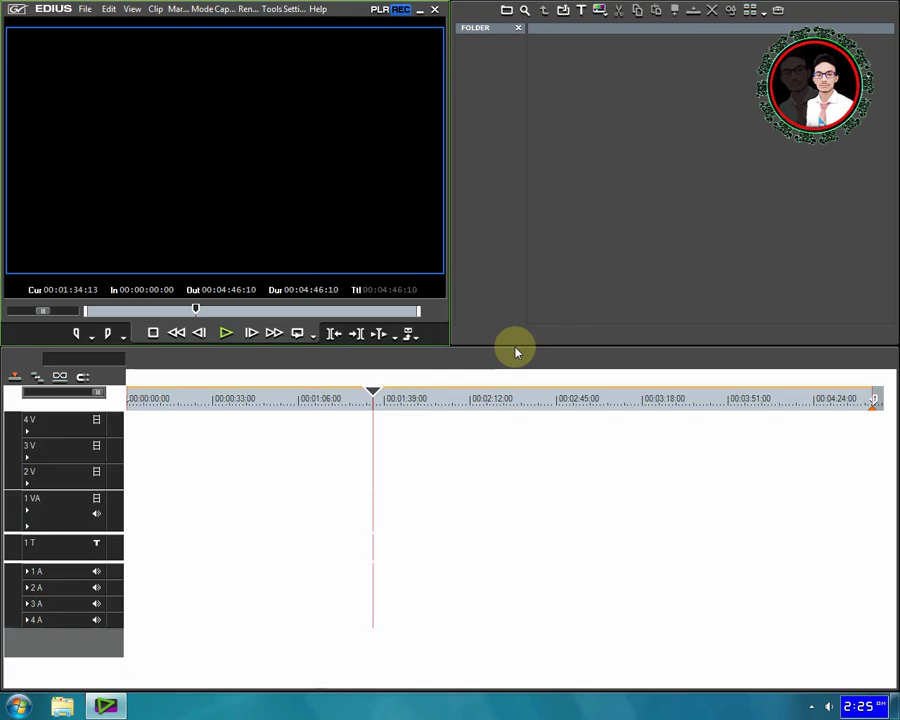 EDIUS File Edit View Clip Mar... Mode Cap... Ren... Tools Setti... Help PLR REC
FOLDER
Cur 00:01:34:13 In 00:00:00:00 Out 00:04:46:10 Dur 00:04:46:10 Ttl 00:04:46:10
00:00:00:00 00:00:33:00 00:01:06:00 00:01:39:00 00:02:12:00 00:02:45:00 00:03:18:00 00:03:51:00 00:04:24:00
4 V
3 V
2 V
1 VA
1 T T
1 A
2 A
3 A
4 A
2:25 AM